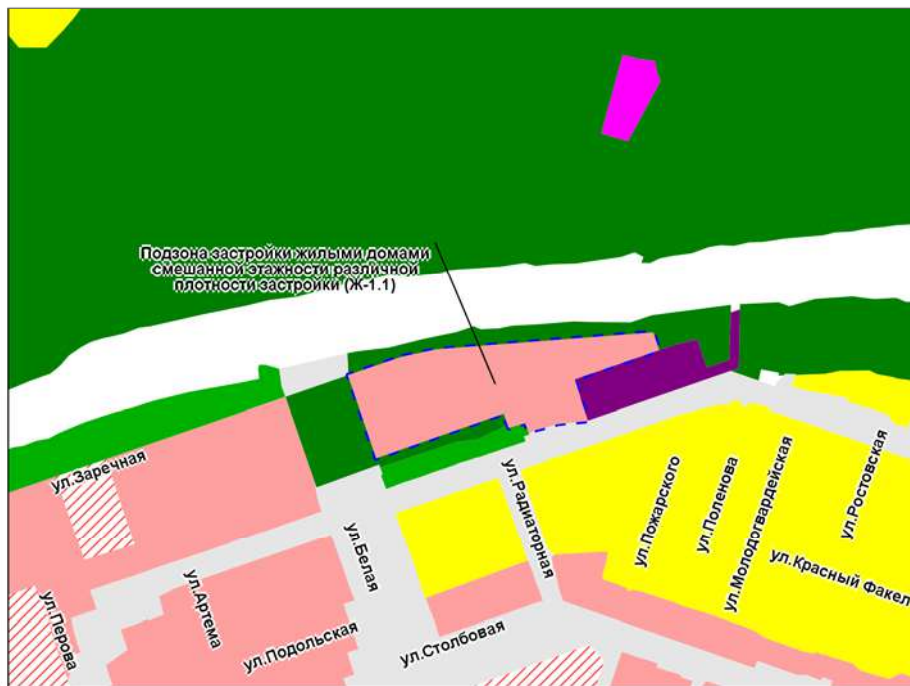 Подзона застройки жилыми домами
смешанной этажности различной
плотности застройки (Ж-1.1)
ул.Заречная
ул.Радиаторная
ул.Пожарского
ул.Поленова
ул.Молодогвардейская
ул.Ростовская
ул.Красный Факел
ул.Белая
ул.Артема
ул.Перова
ул.Подольская
ул.Столбовая